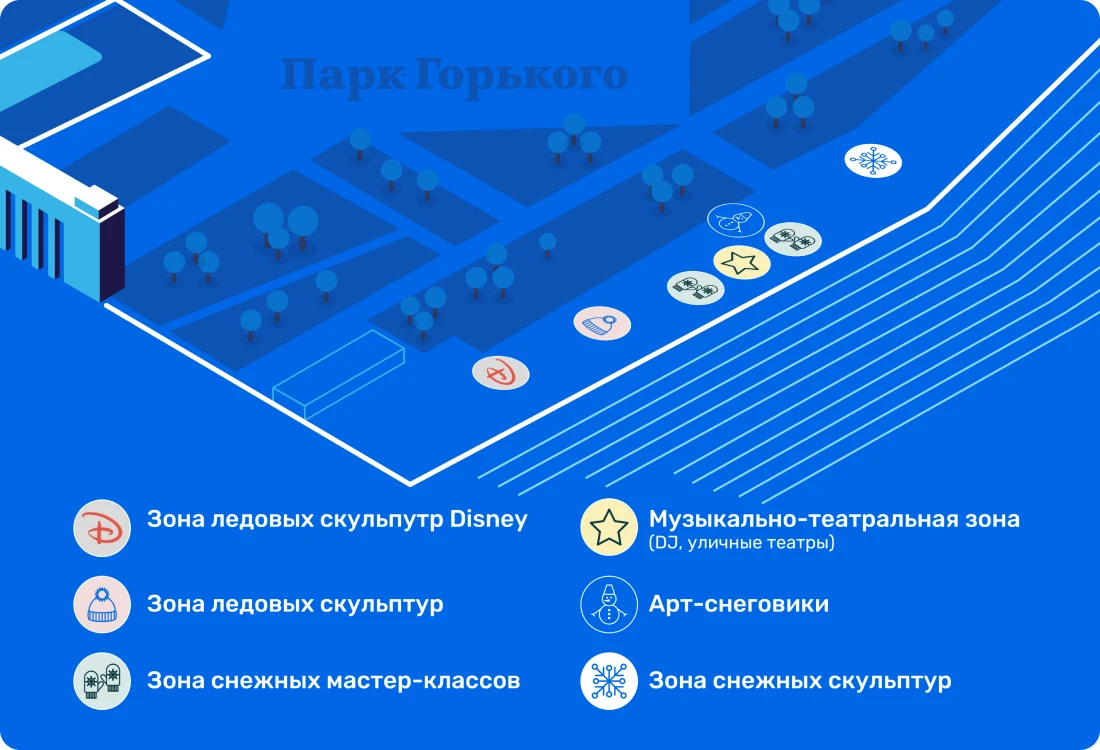 Парк Горького
Зона ледовых скульпутр Disney
Музыкально-театральная зона
(DJ, уличные театры)
Зона ледовых скульптур
Арт-снеговики
Зона снежных мастер-классов
Зона снежных скульптур